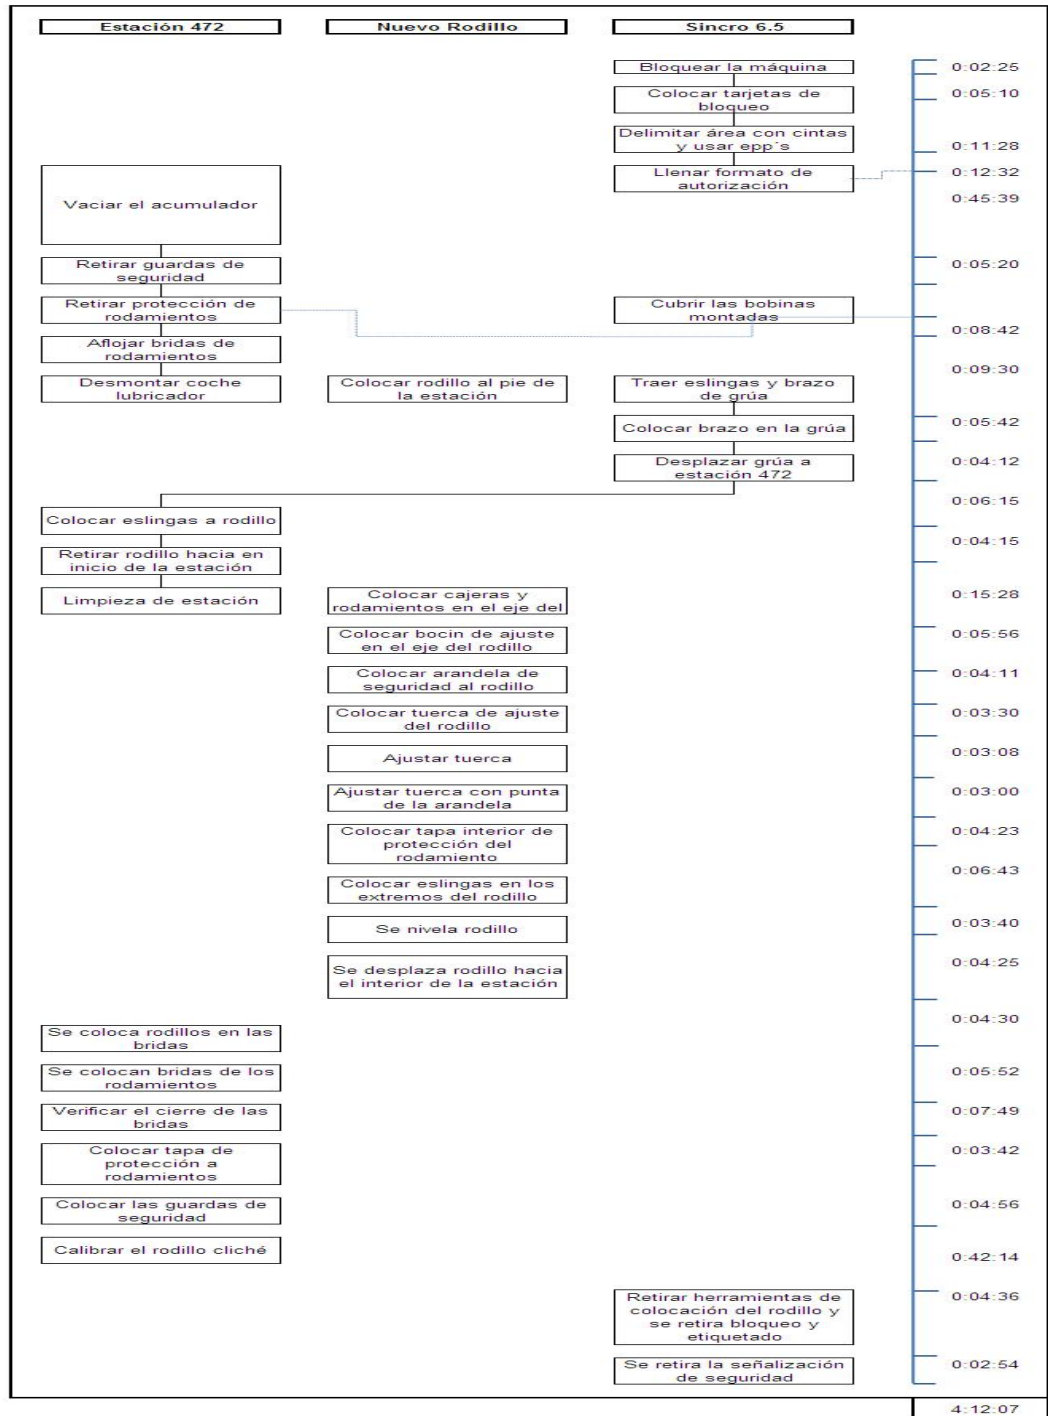 Estación 472 Nuevo Rodillo Sincro 6.5
Bloquear la máquina 0:02:25
Colocar tarjetas de
bloqueo
0:05:10
Delimitar área con cintas
y usar epp´s
0:11:28
Llenar formato de
autorización
0:12:32
Vaciar el acumulador
0:45:39
Retirar guardas de
seguridad
0:05:20
Retirar protección de
rodamientos
Cubrir las bobinas
montadas
0:08:42
Aflojar bridas de
rodamientos
Desmontar coche
lubricador
Colocar rodillo al pie de
la estación
Traer eslingas y brazo
de grúa
0:09:30
Colocar brazo en la grúa
0:05:42
Desplazar grúa a
estación 472
0:04:12
Colocar eslingas a rodillo
0:06:15
Retirar rodillo hacia en
inicio de la estación
0:04:15
Limpieza de estación
Colocar cajeras y
rodamientos en el eje del
0:15:28
Colocar bocin de ajuste
en el eje del rodillo
0:05:56
Colocar arandela de
seguridad al rodillo
0:04:11
Colocar tuerca de ajuste
del rodillo
0:03:30
Ajustar tuerca
0:03:08
Ajustar tuerca con punta
de la arandela
0:03:00
Colocar tapa interior de
protección del
rodamiento
0:04:23
Colocar eslingas en los
extremos del rodillo
0:06:43
Se nivela rodillo
0:03:40
Se desplaza rodillo hacia
el interior de la estación
0:04:25
Se coloca rodillos en las
bridas
0:04:30
Se colocan bridas de los
rodamientos
0:05:52
Verificar el cierre de las
bridas
0:07:49
Colocar tapa de
protección a
rodamientos
0:03:42
Colocar las guardas de
seguridad
0:04:56
Calibrar el rodillo cliché
0:42:14
Retirar herramientas de
colocación del rodillo y
se retira bloqueo y
etiquetado
0:04:36
Se retira la señalización
de seguridad
0:02:54
4:12:07